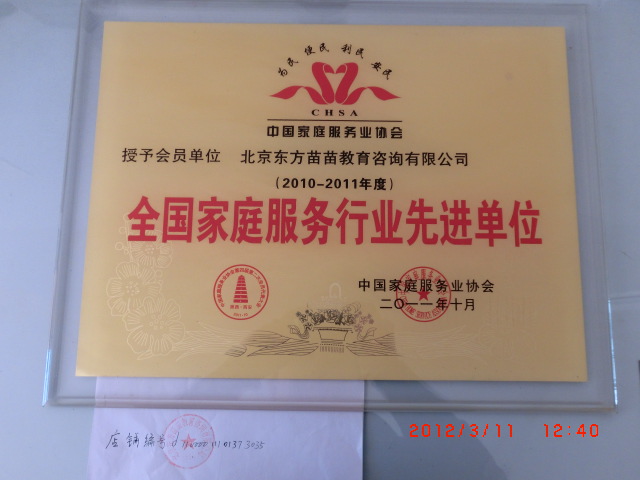 为民 便民 利民 安民
CHSA
中国家庭服务业协会
授予会员单位 北京东方苗苗教育咨询有限公司
(2010-2011年度)
全国家庭服务行业先进单位
中国家庭服务业协会
二〇一一年十月
店铺编号
2012/3/11 12:40